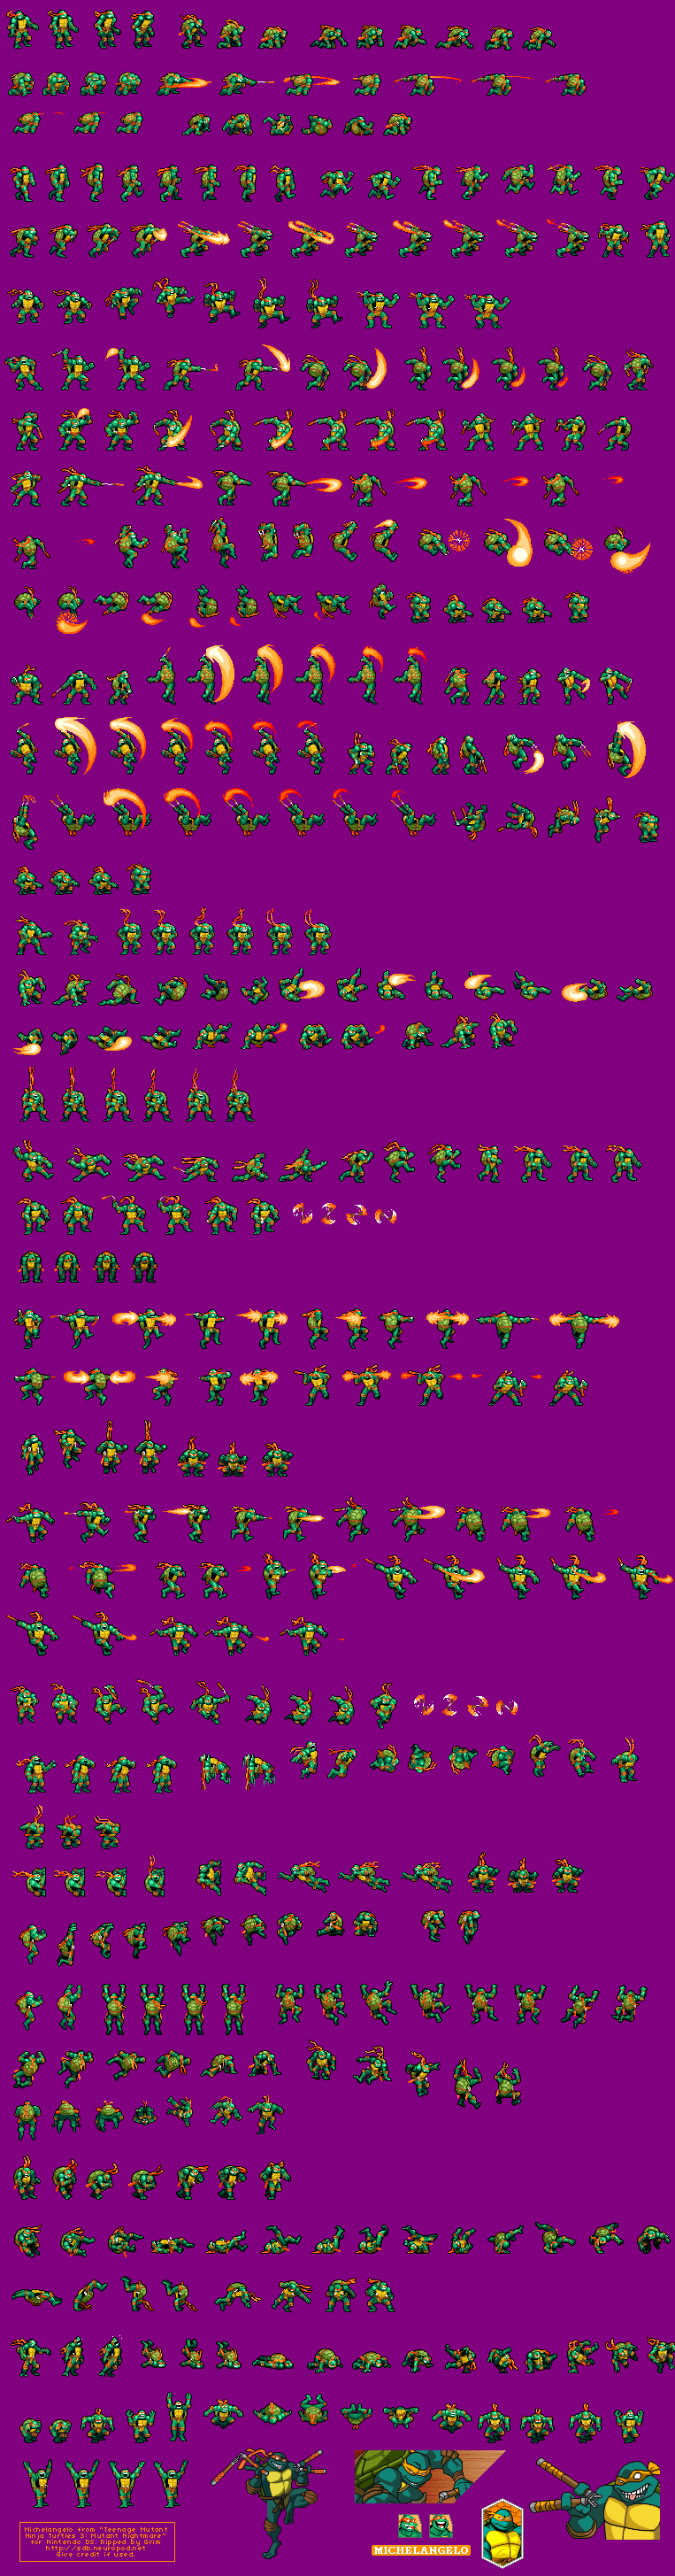 Michelangelo from "Teenage Mutant
Ninja Turtles 3: Mutant Nightmare"
for Nintendo DS. Ripped by Grim
http://sdb.neuropod.net
Give credit if used.
MICHELANGELO